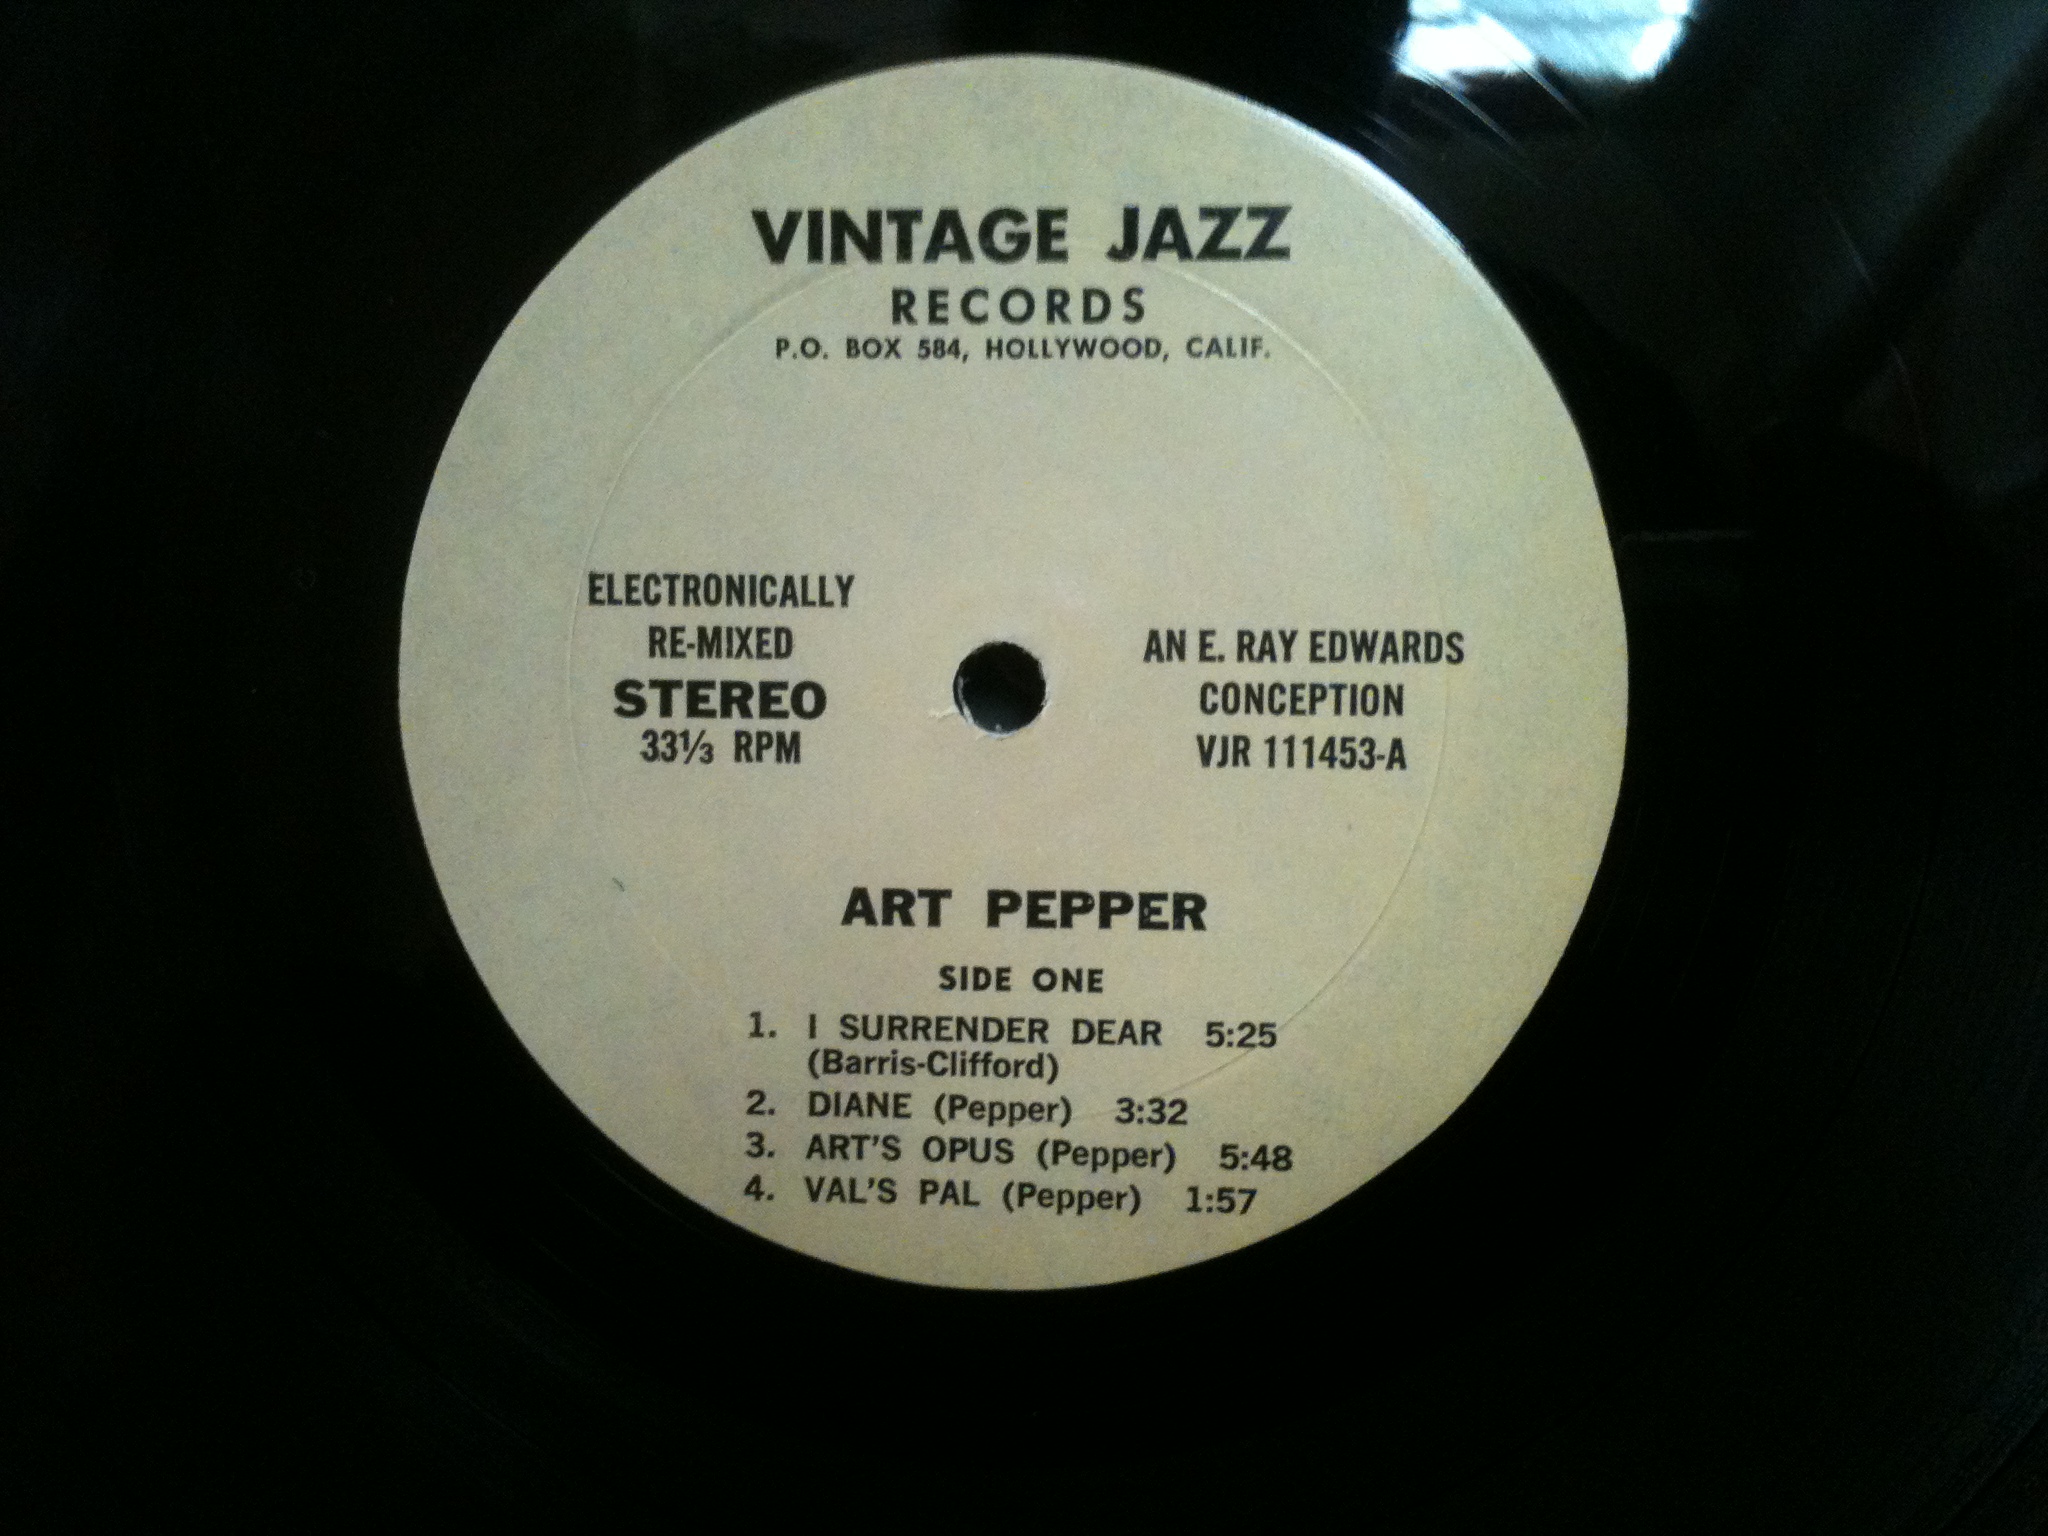 VINTAGE JAZZ
RECORDS
P.O. BOX 584, HOLLYWOOD, CALIF.
ELECTRONICALLY
RE-MIXED
STEREO
33⅓ RPM
AN E. RAY EDWARDS
CONCEPTION
VJR 111453-A
ART PEPPER
SIDE ONE
1. I SURRENDER DEAR 5:25
(Barris-Clifford)
2. DIANE (Pepper) 3:32
3. ART'S OPUS (Pepper) 5:48
4. VAL'S PAL (Pepper) 1:57